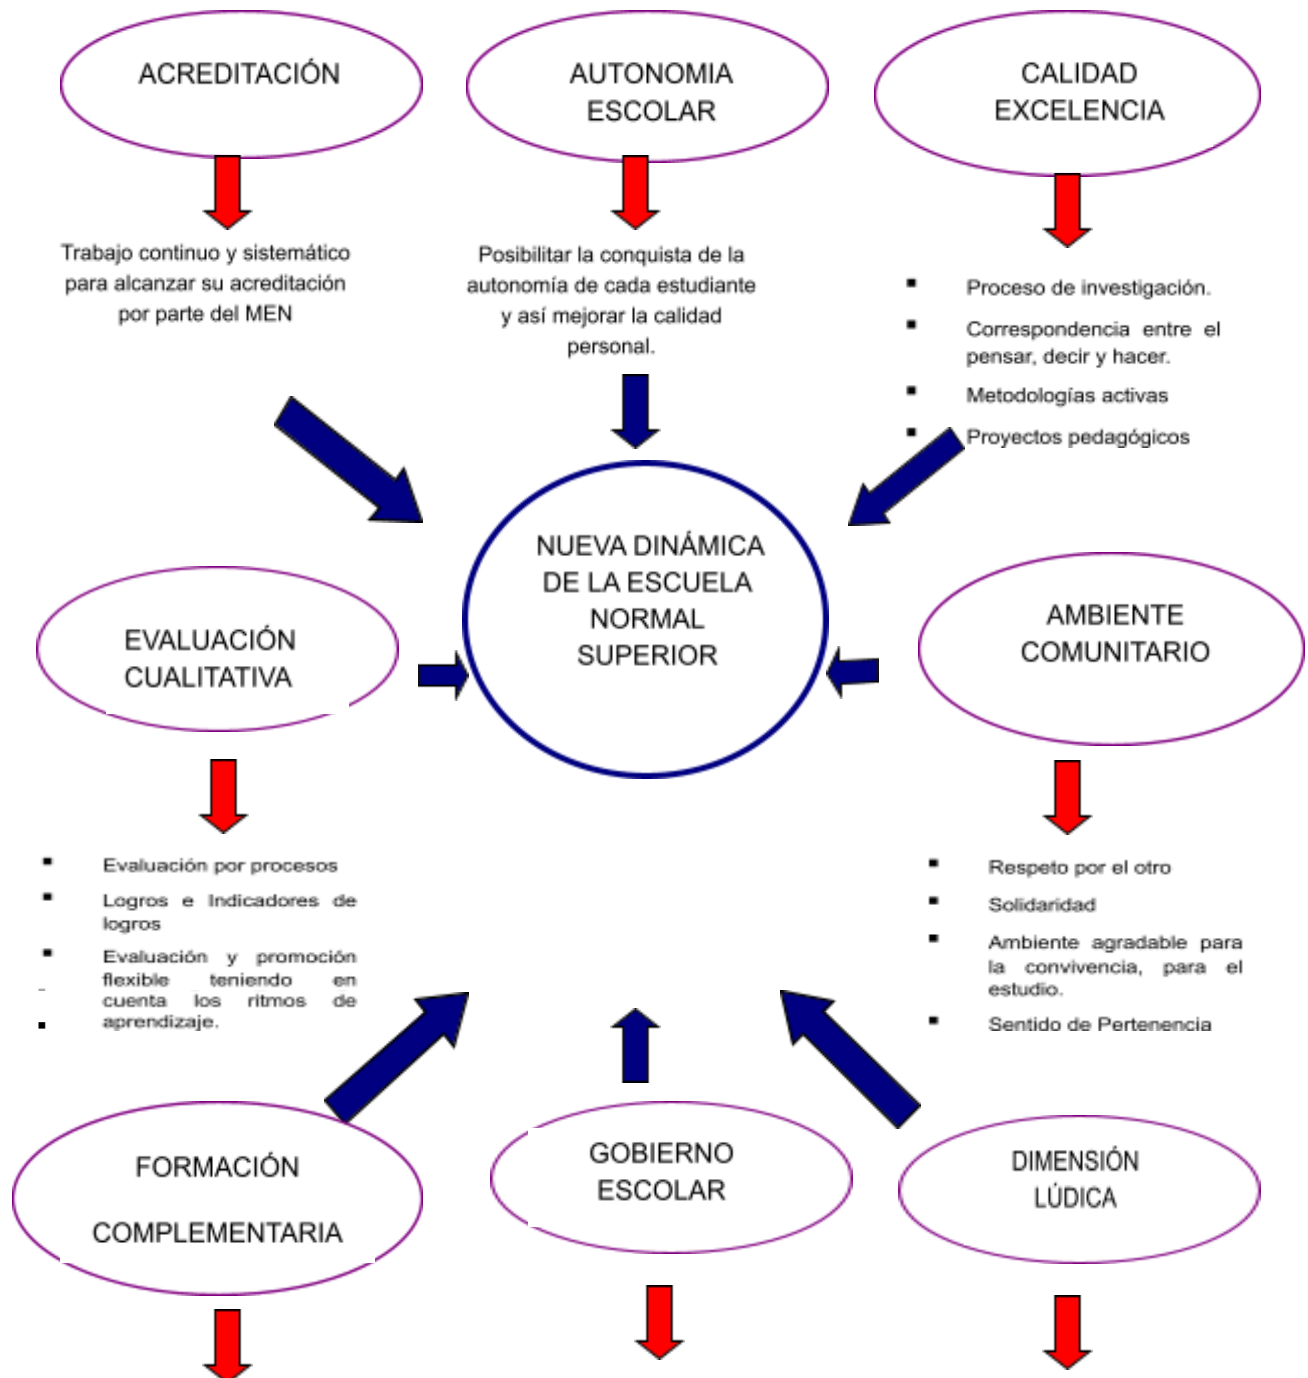 ACREDITACIÓN
AUTONOMIA
ESCOLAR
CALIDAD
EXCELENCIA
Trabajo continuo y sistemático
para alcanzar su acreditación
por parte del MEN
Posibilitar la conquista de la
autonomía de cada estudiante
y así mejorar la calidad
personal.
Proceso de investigación.
Correspondencia entre el
pensar, decir y hacer.
Metodologías activas
Proyectos pedagógicos
NUEVA DINÁMICA
DE LA ESCUELA
NORMAL
SUPERIOR
EVALUACIÓN
CUALITATIVA
AMBIENTE
COMUNITARIO
Evaluación por procesos
Logros e Indicadores de
logros
Evaluación y promoción
flexible teniendo en
cuenta los ritmos de
aprendizaje.
Respeto por el otro
Solidaridad
Ambiente agradable para
la convivencia, para el
estudio.
Sentido de Pertenencia
FORMACIÓN
COMPLEMENTARIA
GOBIERNO
ESCOLAR
DIMENSIÓN
LÚDICA